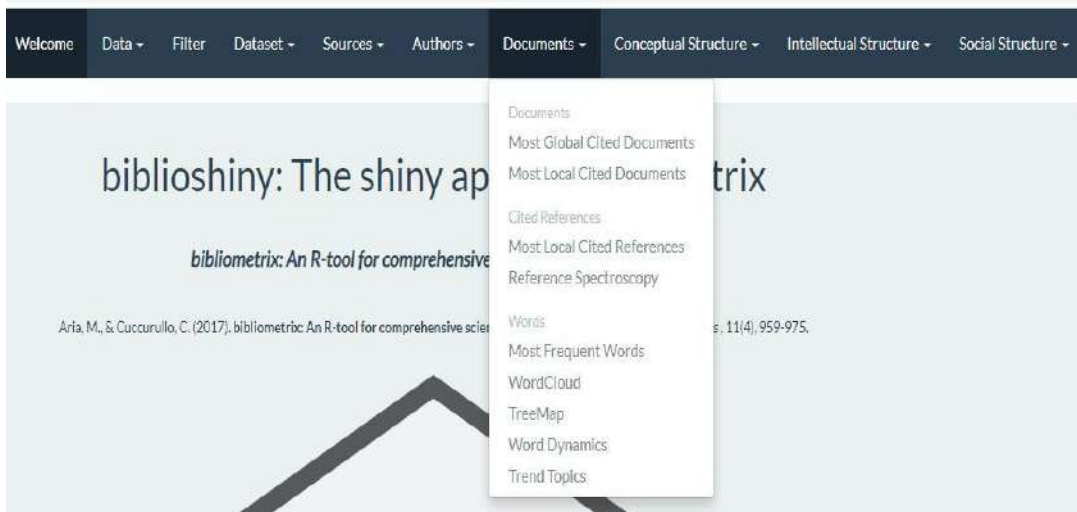 Welcome Data Filter Dataset Sources Authors Documents Conceptual Structure Intellectual Structure Social Structure
Documents
Most Global Cited Documents
Most Local Cited Documents
Cited References
Most Local Cited References
Reference Spectroscopy
Words
Most Frequent Words
WordCloud
TreeMap
Word Dynamics
Trend Topics
biblioshiny: The shiny ap trix
bibliometrix: An R-tool for comprehensive
Aria, M., & Cuccurullo, C. (2017). bibliometrix: An R-tool for comprehensive scien s, 11(4), 959-975.